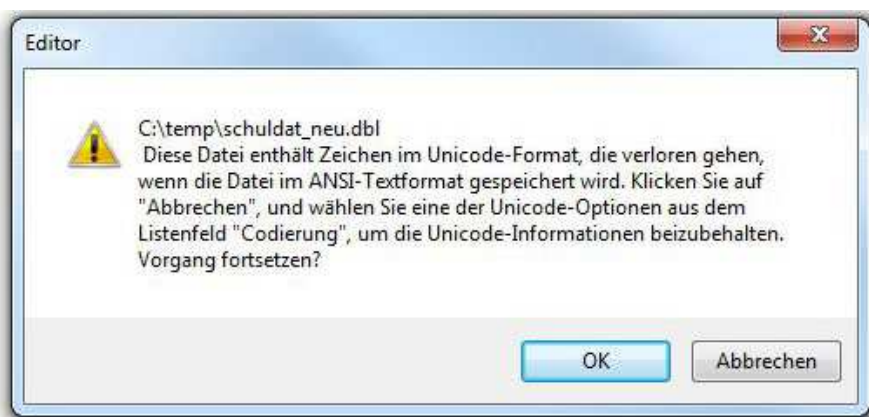 Editor
C:\temp\schuldat_neu.dbl
Diese Datei enthält Zeichen im Unicode-Format, die verloren gehen,
wenn die Datei im ANSI-Textformat gespeichert wird. Klicken Sie auf
"Abbrechen", und wählen Sie eine der Unicode-Optionen aus dem
Listenfeld "Codierung", um die Unicode-Informationen beizubehalten.
Vorgang fortsetzen?
OK
Abbrechen